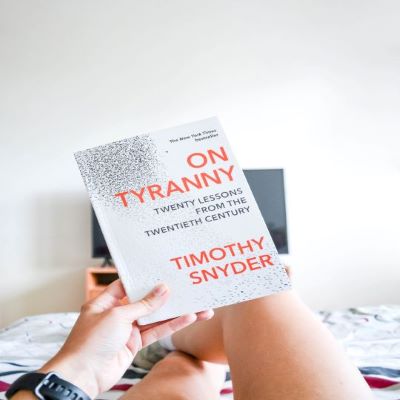 The New York Times
bestseller
ON
TYRANNY
TWENTY LESSONS
FROM THE
TWENTIETH CENTURY
TIMOTHY
SNYDER